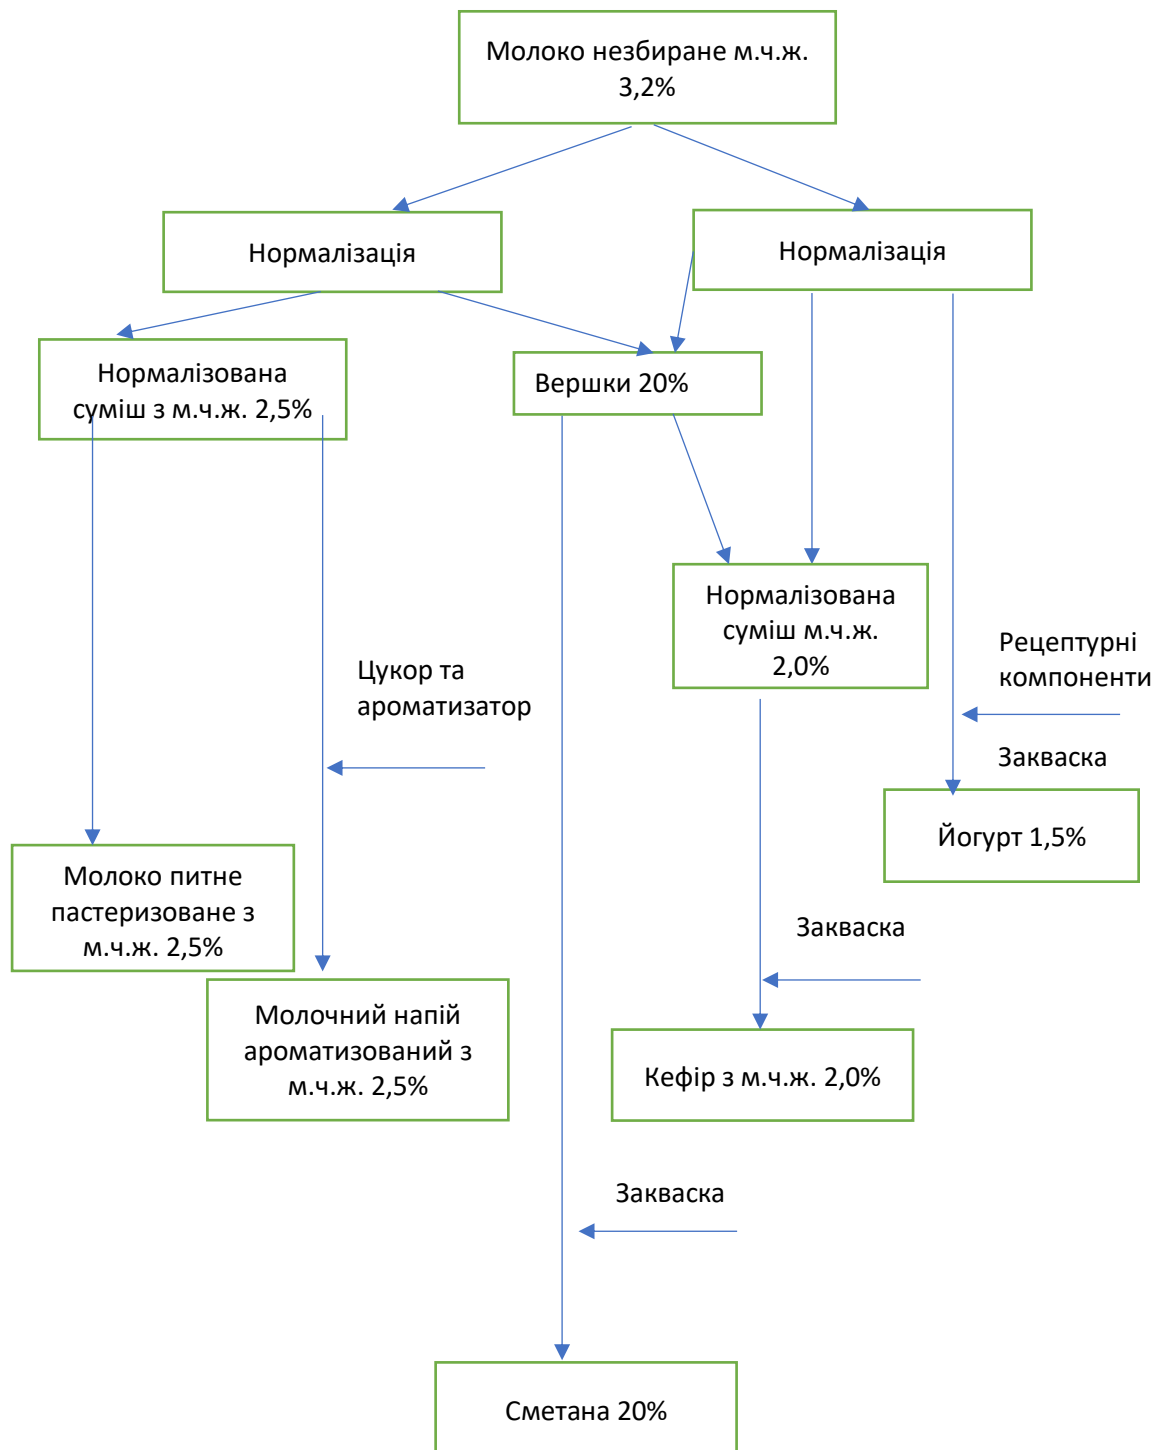 Молоко незбиране м.ч.ж.
3,2%
Нормалізація
Нормалізація
Нормалізована
суміш з м.ч.ж. 2,5%
Вершки 20%
Нормалізована
суміш м.ч.ж.
2,0%
Рецептурні
компоненти
Цукор та
ароматизатор
Закваска
Йогурт 1,5%
Молоко питне
пастеризоване з
м.ч.ж. 2,5%
Закваска
Молочний напій
ароматизований з
м.ч.ж. 2,5%
Кефір з м.ч.ж. 2,0%
Закваска
Сметана 20%